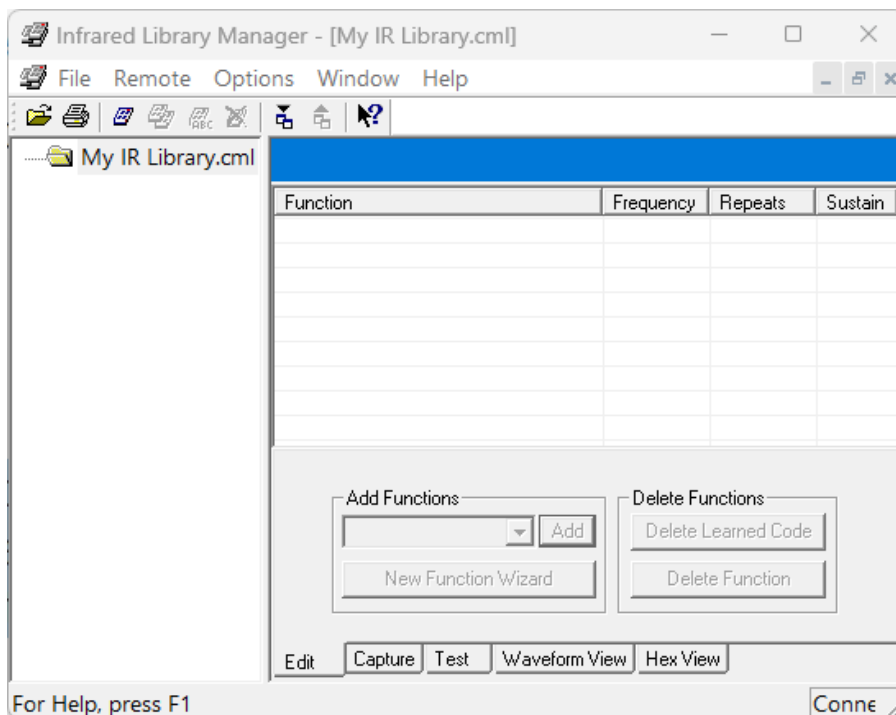 Infrared Library Manager - [My IR Library.cml]
File Remote Options Window Help
ABC
My IR Library.cml
Function Frequency Repeats Sustain
Add Functions Delete Functions
Add Delete Learned Code
New Function Wizard Delete Function
Edit Capture Test Waveform View Hex View
For Help, press F1 Conne